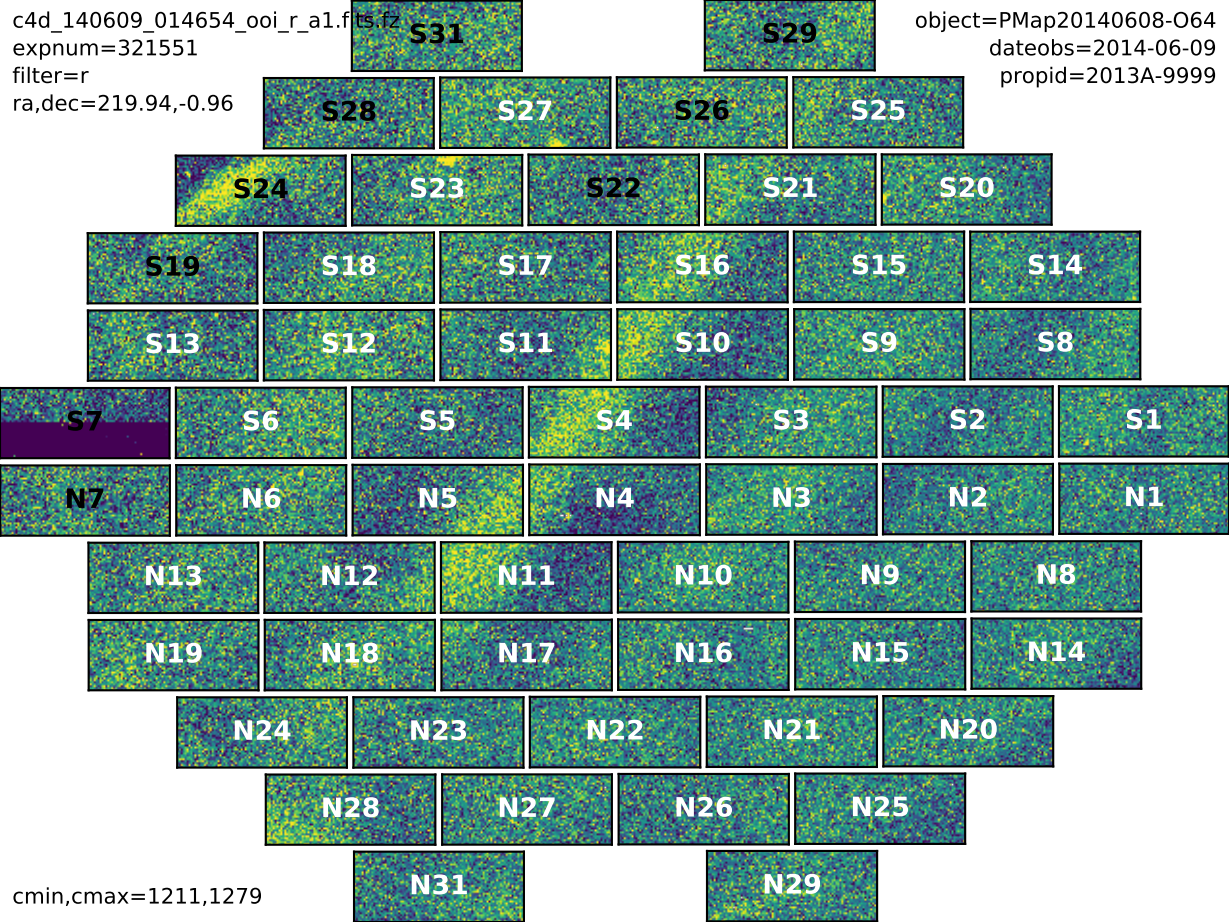 c4d_140609_014654_ooi_r_a1.fits.fz
expnum=321551
filter=r
ra,dec=219.94,-0.96
object=PMap20140608-O64
dateobs=2014-06-09
propid=2013A-9999
S31 S29
S28 S27 S26 S25
S24 S23 S22 S21 S20
S19 S18 S17 S16 S15 S14
S13 S12 S11 S10 S9 S8
S7 S6 S5 S4 S3 S2 S1
N7 N6 N5 N4 N3 N2 N1
N13 N12 N11 N10 N9 N8
N19 N18 N17 N16 N15 N14
N24 N23 N22 N21 N20
N28 N27 N26 N25
N31 N29
cmin,cmax=1211,1279